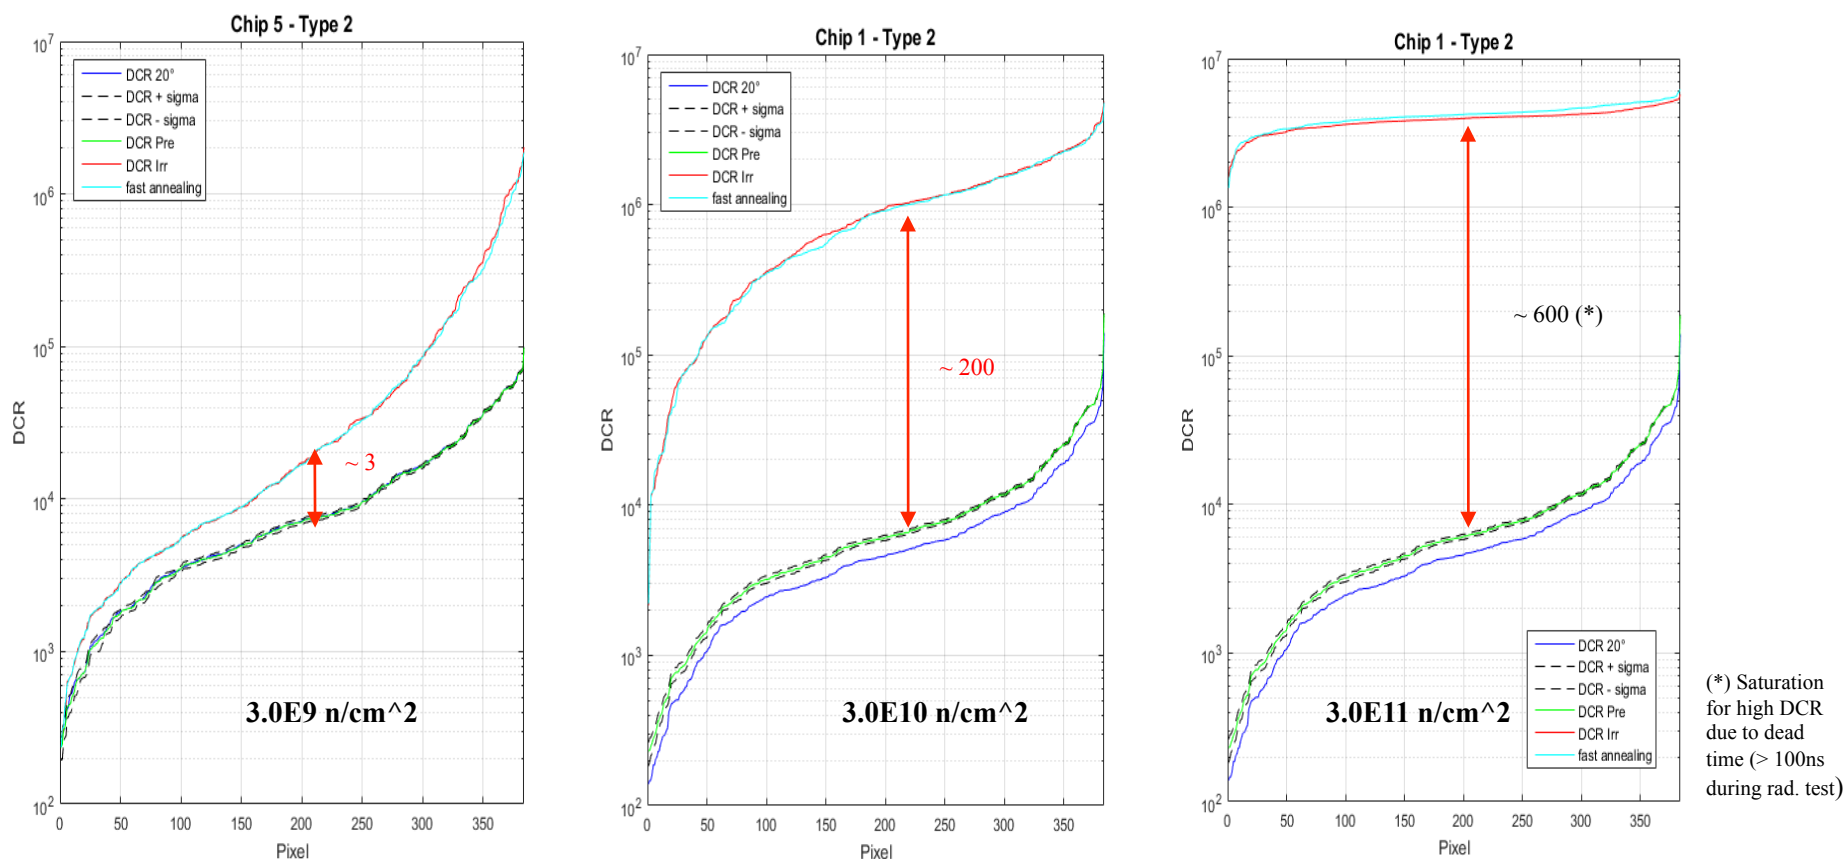 Chip 5 - Type 2
10^7
10^6
10^5
10^4
10^3
10^2
DCR
DCR 20°
DCR + sigma
DCR - sigma
DCR Pre
DCR Irr
fast annealing
~ 3
3.0E9 n/cm^2
0 50 100 150 200 250 300 350
Pixel
Chip 1 - Type 2
10^7
10^6
10^5
10^4
10^3
10^2
DCR
DCR 20°
DCR + sigma
DCR - sigma
DCR Pre
DCR Irr
fast annealing
~ 200
3.0E10 n/cm^2
0 50 100 150 200 250 300 350
Pixel
Chip 1 - Type 2
10^7
10^6
10^5
10^4
10^3
10^2
DCR
~ 600 (*)
DCR 20°
DCR + sigma
DCR - sigma
DCR Pre
DCR Irr
fast annealing
3.0E11 n/cm^2
0 50 100 150 200 250 300 350
Pixel
(*) Saturation
for high DCR
due to dead
time (> 100ns
during rad. test)